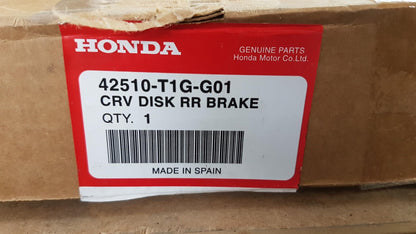 HONDA
GENUINE PARTS
Honda Motor Co.Ltd.
42510-T1G-G01
CRV DISK RR BRAKE
QTY. 1
MADE IN SPAIN